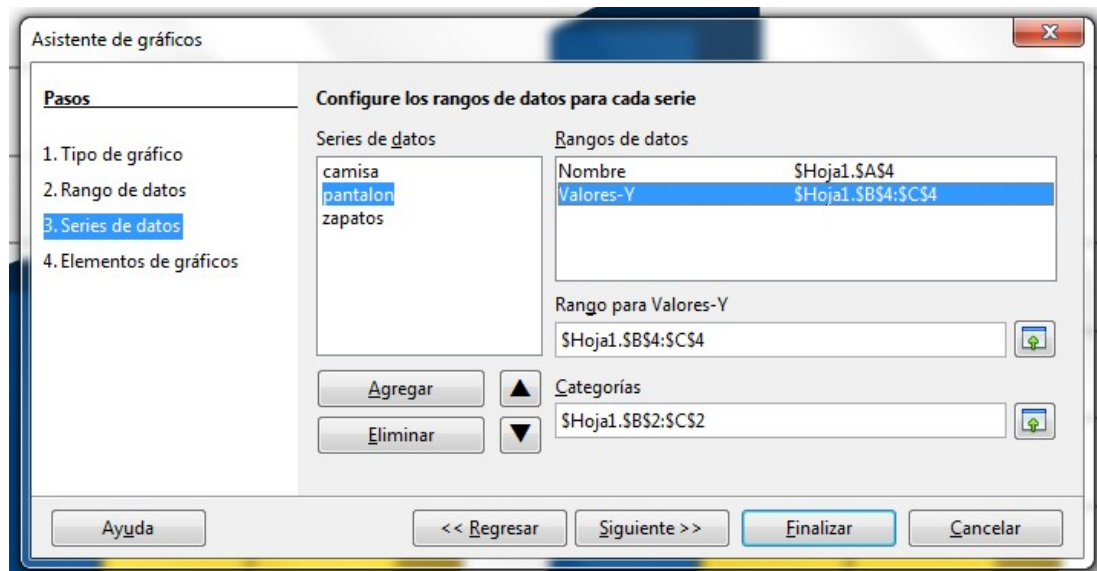 Asistente de gráficos
Pasos
1. Tipo de gráfico
2. Rango de datos
3. Series de datos
4. Elementos de gráficos
Configure los rangos de datos para cada serie
Series de datos
camisa
pantalon
zapatos
Agregar
Eliminar
Rangos de datos
Nombre $Hoja1.$A$4
Valores-Y $Hoja1.$B$4:$C$4
Rango para Valores-Y
$Hoja1.$B$4:$C$4
Categorías
$Hoja1.$B$2:$C$2
Ayuda << Regresar Siguiente >> Finalizar Cancelar